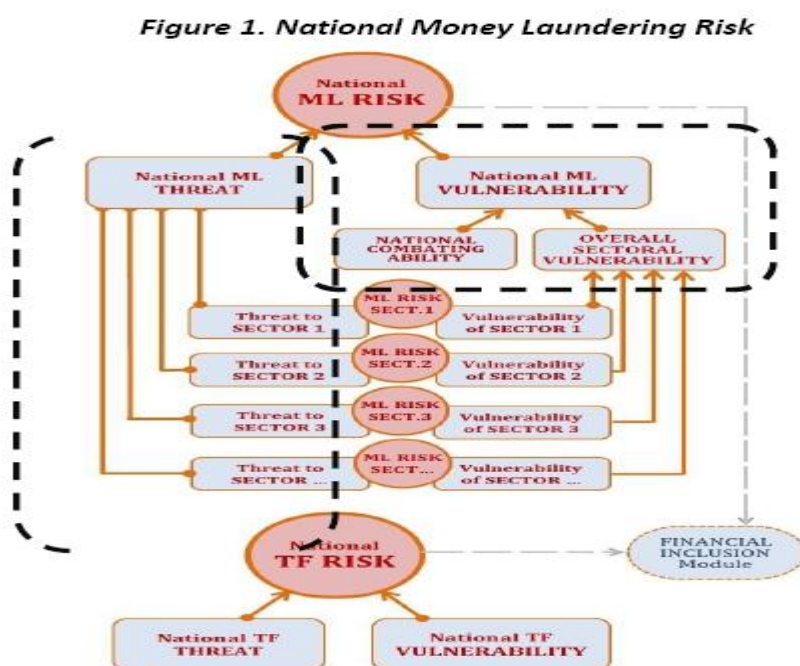 Figure 1. National Money Laundering Risk
National
ML RISK
National ML
THREAT
National ML
VULNERABILITY
NATIONAL
COMBATING
ABILITY
OVERALL
SECTORAL
VULNERABILITY
Threat to
SECTOR 1
ML RISK
SECT.1
Vulnerability
of SECTOR 1
Threat to
SECTOR 2
ML RISK
SECT.2
Vulnerability
of SECTOR 2
Threat to
SECTOR 3
ML RISK
SECT.3
Vulnerability
of SECTOR 3
Threat to
SECTOR ...
ML RISK
SECT...
Vulnerability
of SECTOR ...
National
TF RISK
FINANCIAL
INCLUSION
Module
National TF
THREAT
National TF
VULNERABILITY